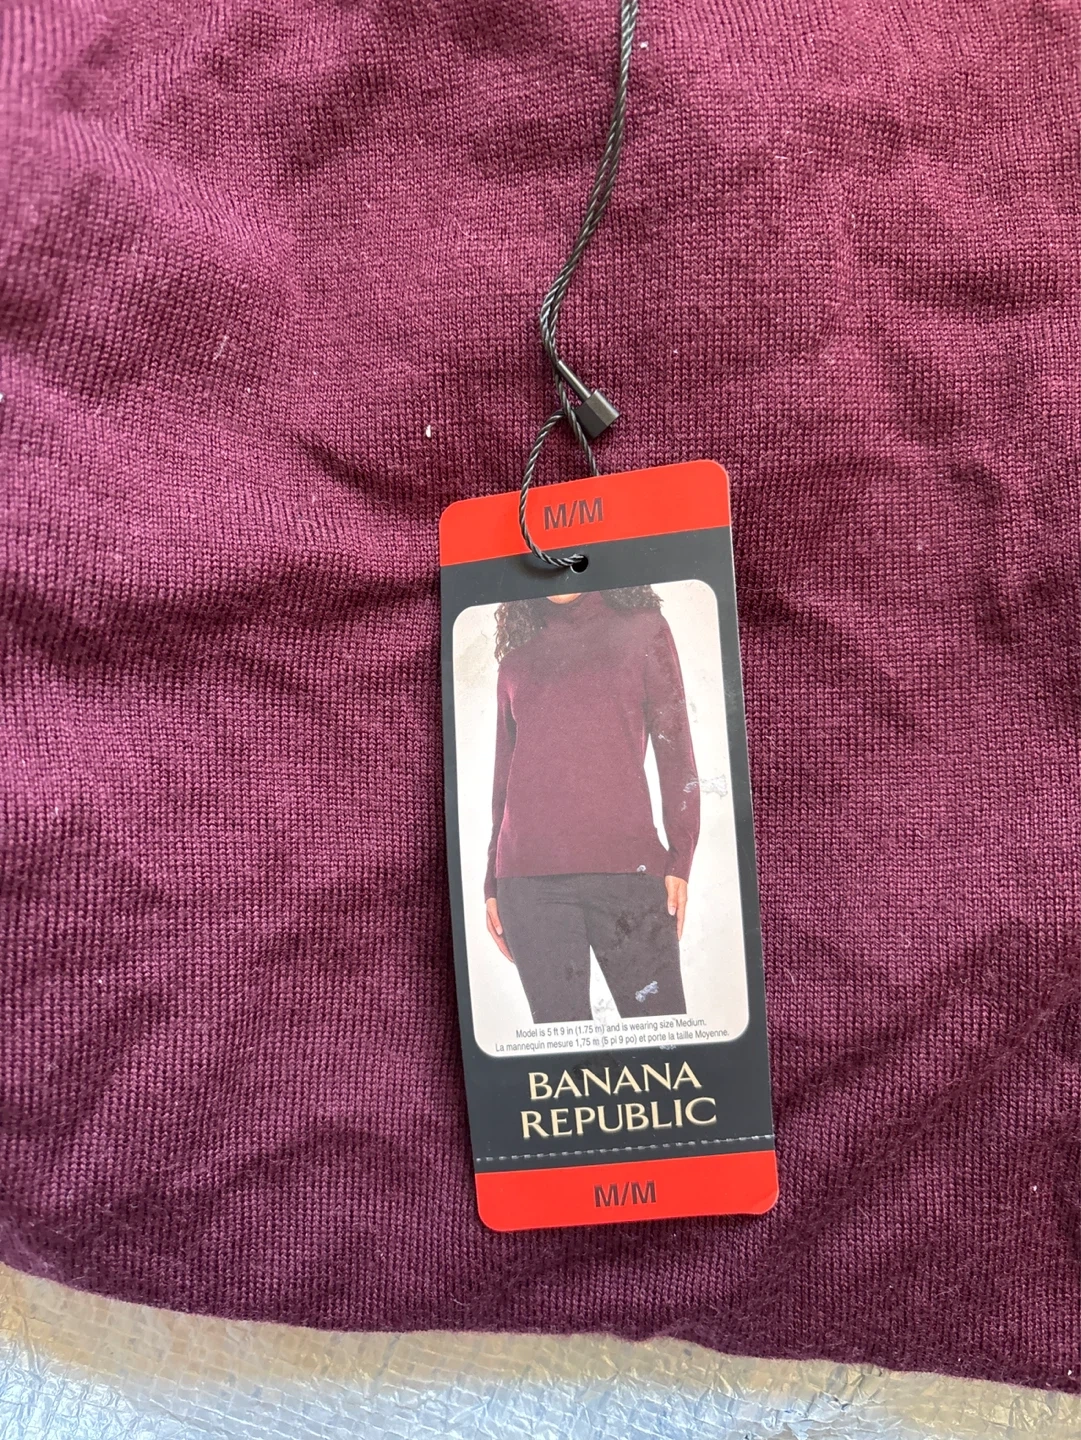 M/M
Model is 5 ft 9 in (1.75 m) and is wearing size Medium.
La mannequin mesure 1,75 m (5 pi 9 po) et porte la taille Moyenne.
BANANA
REPUBLIC
M/M